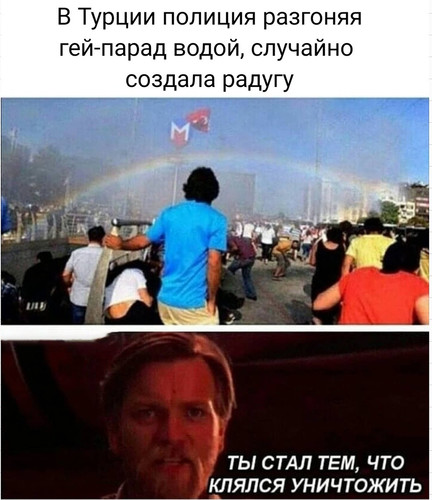 В Турции полиция разгоняя
гей-парад водой, случайно
создала радугу
M
ТЫ СТАЛ ТЕМ, ЧТО
КЛЯЛСЯ УНИЧТОЖИТЬ